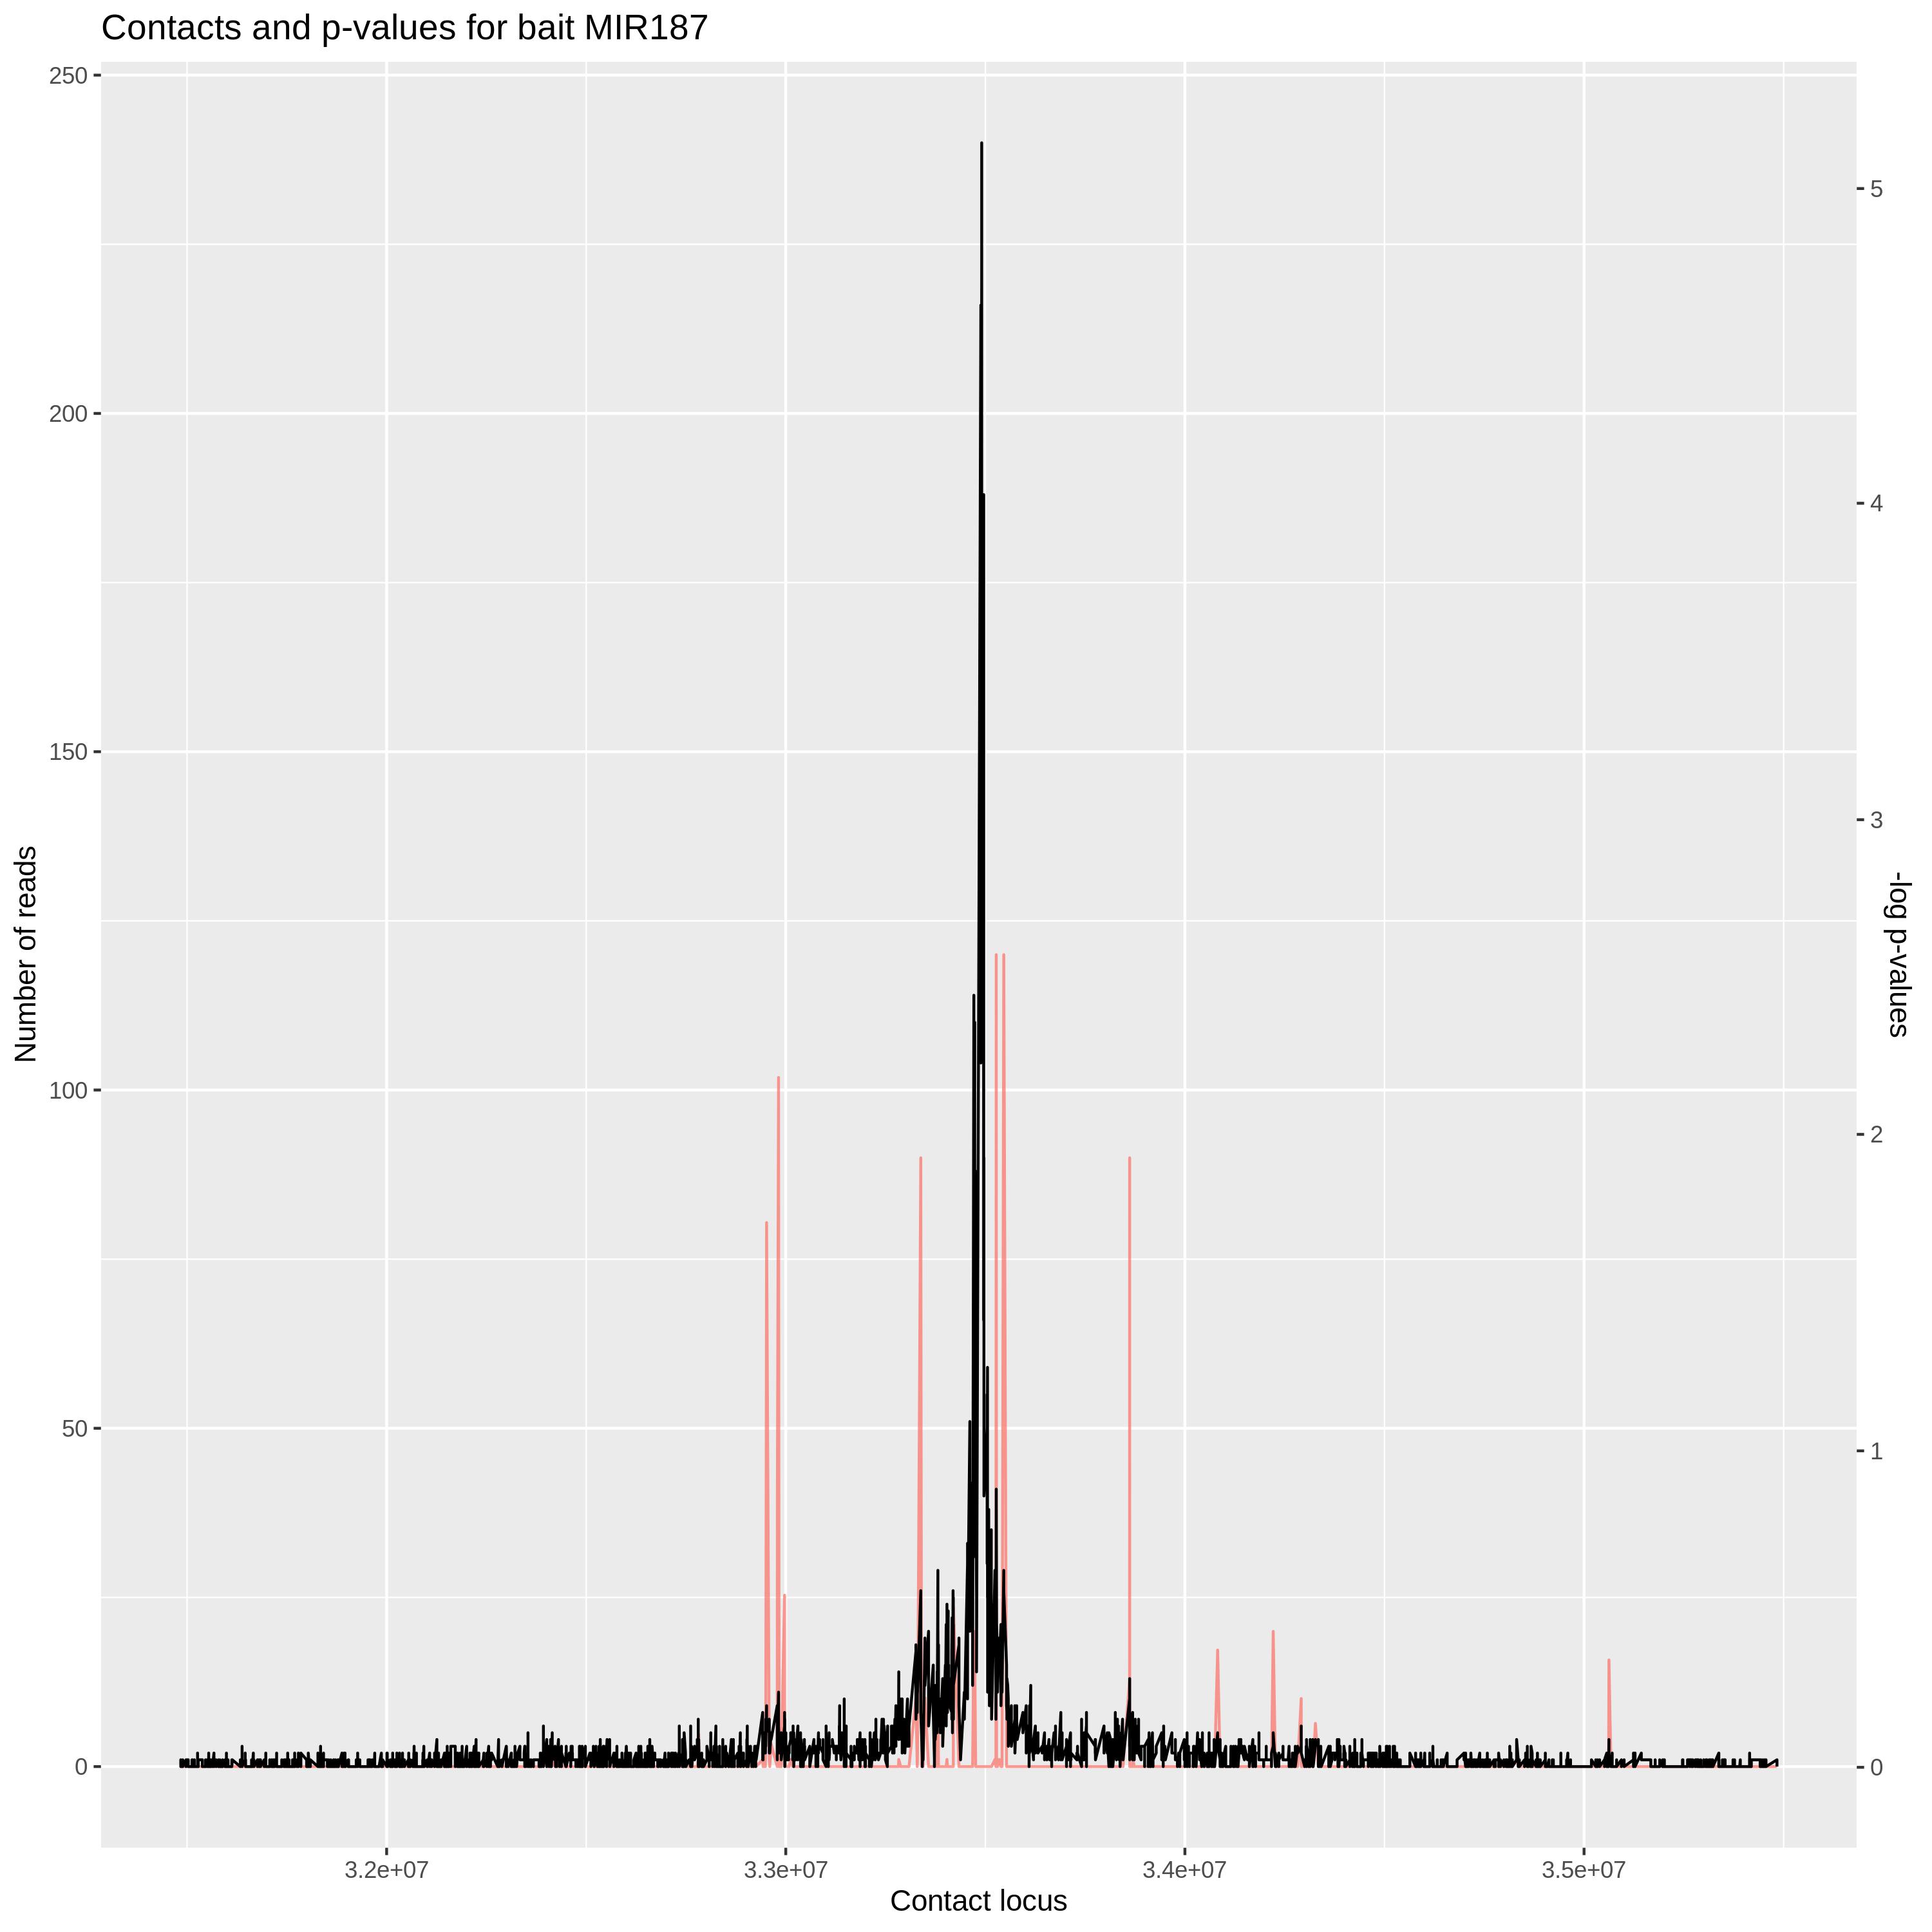 Contacts and p-values for bait MIR187
250
200
150
100
50
0
Number of reads
5
4
3
2
1
0
-log p-values
3.2e+07
3.3e+07
3.4e+07
3.5e+07
Contact locus